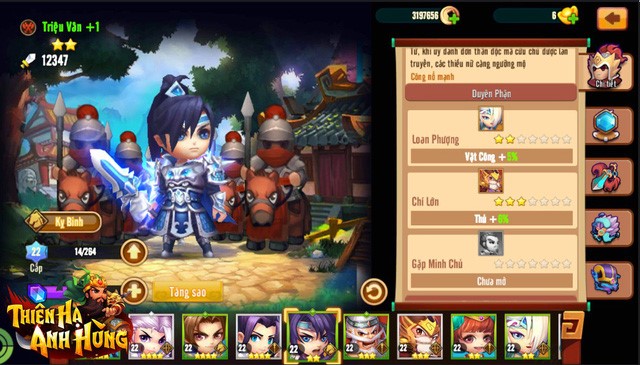 Triệu Vân +1
12347
Kỵ Binh
22
14/264
Cấp
Tăng sao
THIÊN HẠ
ANH HÙNG
3197656
6
Từ, khi uy danh đơn thân độc mã cứu chủ được lan
truyền, các thiếu nữ càng ngưỡng mộ
Công nổ mạnh
Duyên Phận
Loan Phượng
Vật Công + 5%
Chí Lớn
Thủ + 6%
Gặp Minh Chủ
Chưa mở
Chi tiết
22
22
22
22
22
22
22
22